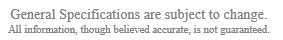 General Specifications are subject to change.
All information, though believed accurate, is not guaranteed.